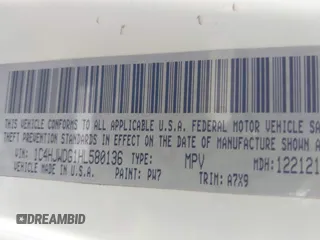 THIS VEHICLE CONFORMS TO ALL APPLICABLE U.S.A. FEDERAL MOTOR VEHICLE SA
THEFT PREVENTION STANDARDS IN EFFECT ON THE DATE OF MANUFACTURE SHOWN A
VIN: 1C4HJWDG1HL580136 TYPE: MPV MDH: 122121
VEHICLE MADE IN U.S.A. PAINT: PW7 TRIM: A7X9
© AUTOBIDMASTER